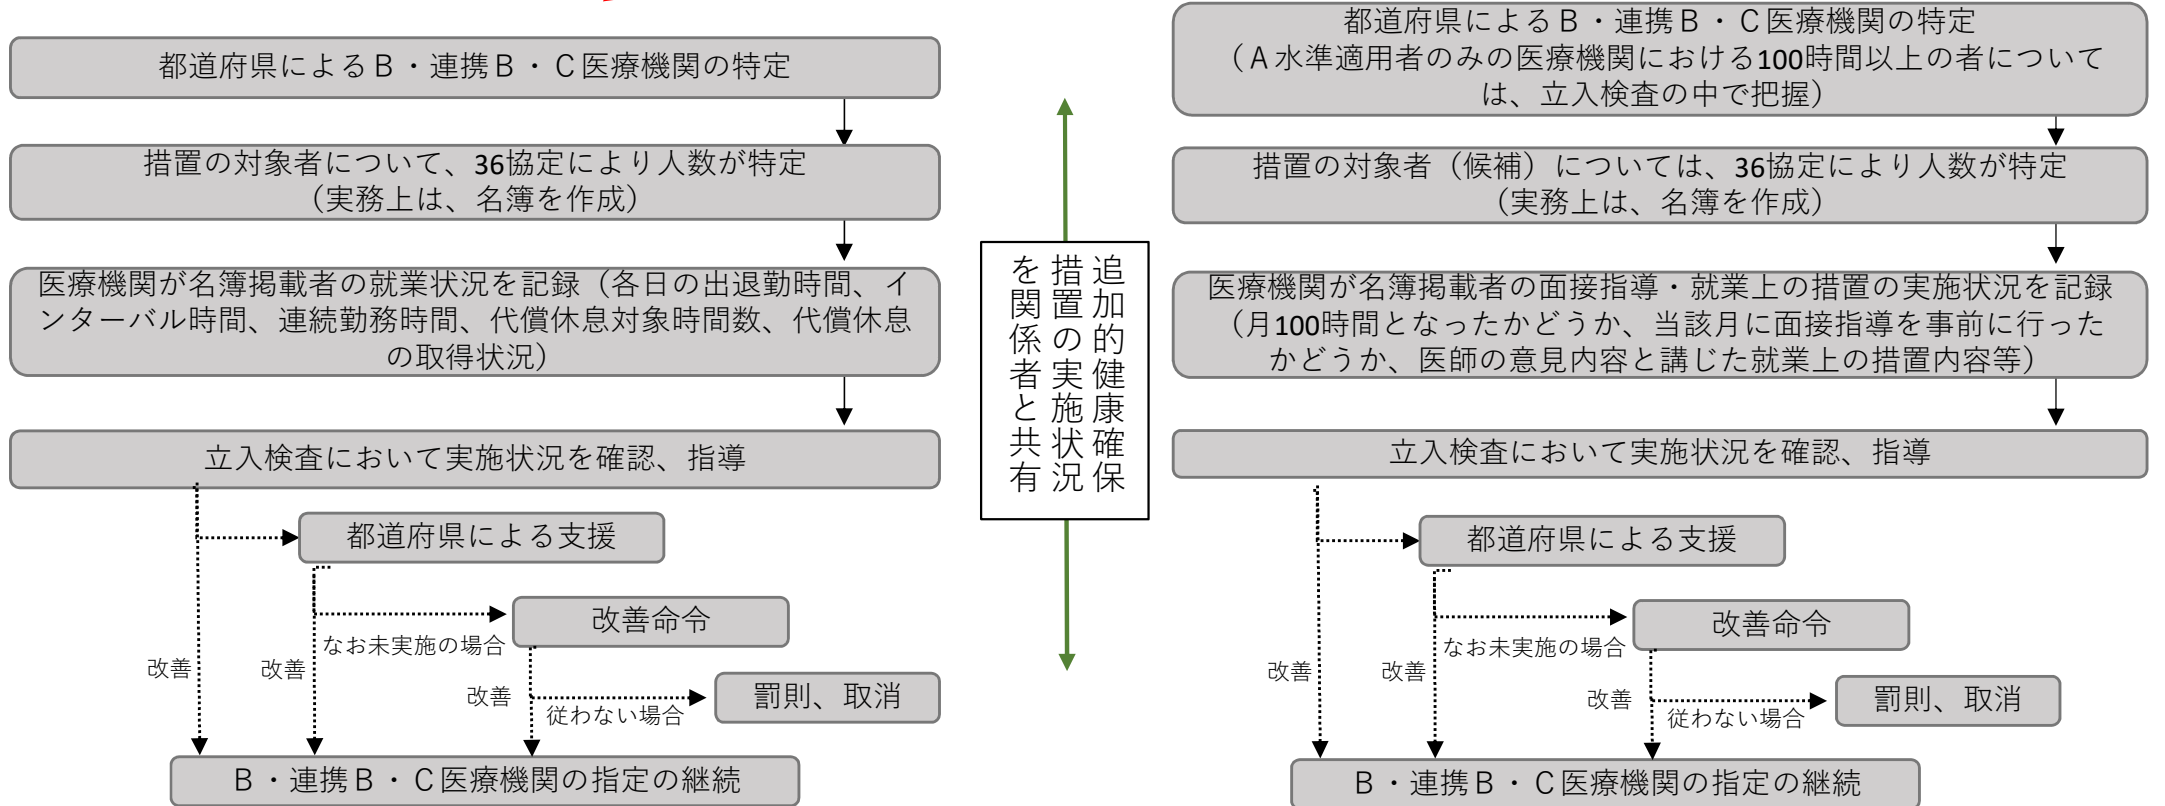 都道府県によるＢ・連携Ｂ・Ｃ医療機関の特定
措置の対象者について、36協定により人数が特定
（実務上は、名簿を作成）
医療機関が名簿掲載者の就業状況を記録（各日の出退勤時間、イ
ンターバル時間、連続勤務時間、代償休息対象時間数、代償休息
の取得状況）
立入検査において実施状況を確認、指導
都道府県による支援
改善命令
なお未実施の場合
改善
改善
改善
罰則、取消
従わない場合
Ｂ・連携Ｂ・Ｃ医療機関の指定の継続
追加的健康確保
措置の実施状況
を関係者と共有
都道府県によるＢ・連携Ｂ・Ｃ医療機関の特定
（Ａ水準適用者のみの医療機関における100時間以上の者について
は、立入検査の中で把握）
措置の対象者（候補）については、36協定により人数が特定
（実務上は、名簿を作成）
医療機関が名簿掲載者の面接指導・就業上の措置の実施状況を記録
（月100時間となったかどうか、当該月に面接指導を事前に行った
かどうか、医師の意見内容と講じた就業上の措置内容等）
立入検査において実施状況を確認、指導
都道府県による支援
改善命令
なお未実施の場合
改善
改善
改善
罰則、取消
従わない場合
Ｂ・連携Ｂ・Ｃ医療機関の指定の継続